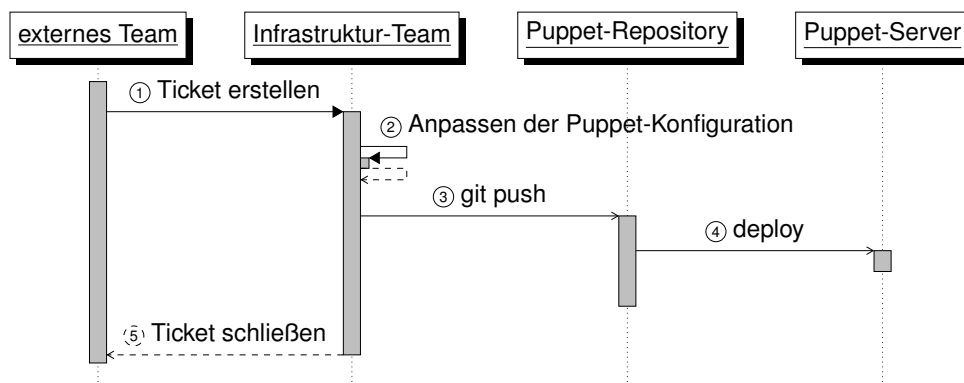 externes Team
Infrastruktur-Team
Puppet-Repository
Puppet-Server
1 Ticket erstellen
2 Anpassen der Puppet-Konfiguration
3 git push
4 deploy
5 Ticket schließen